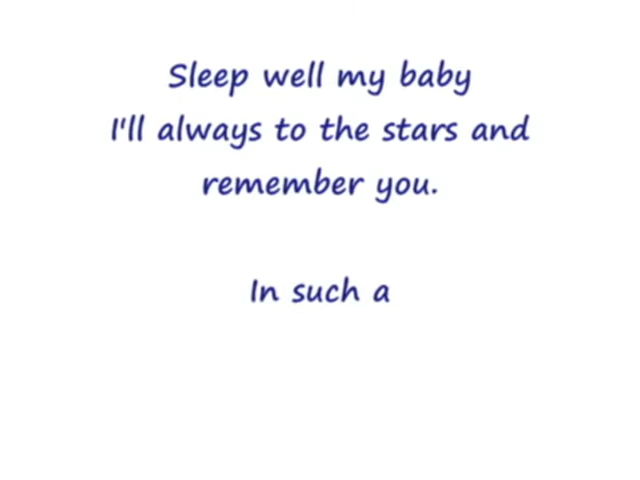 Sleep well my baby
I'll always to the stars and
remember you.
In such a